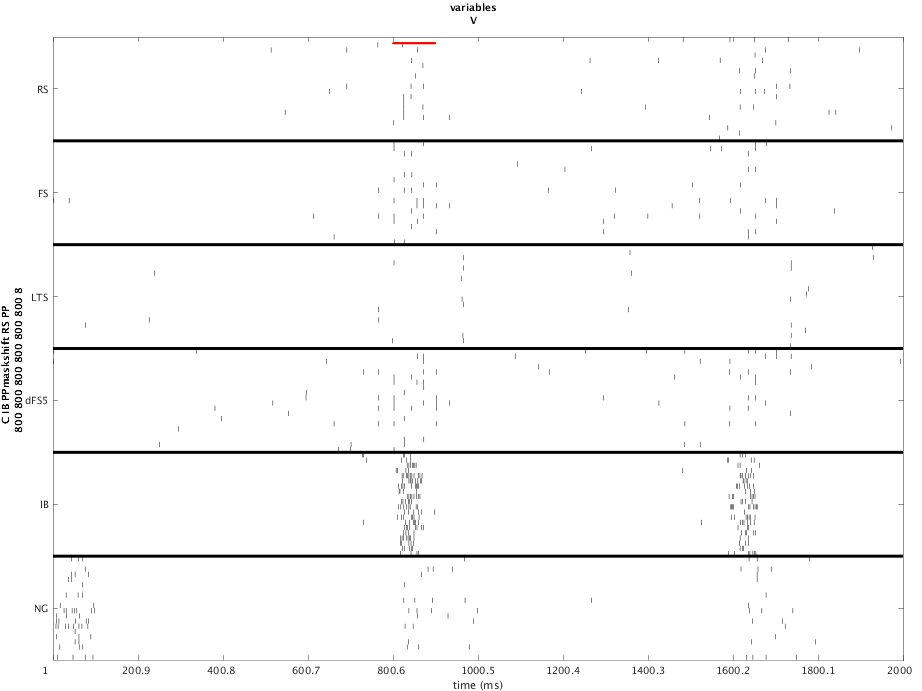 variables
V
RS
FS
LTS
dFS5
IB
NG
C IB PPmaskshift RS PP
800 800 800 800 800 800 8
1
200.9
400.8
600.7
800.6
1000.5
1200.4
1400.3
1600.2
1800.1
2000
time (ms)